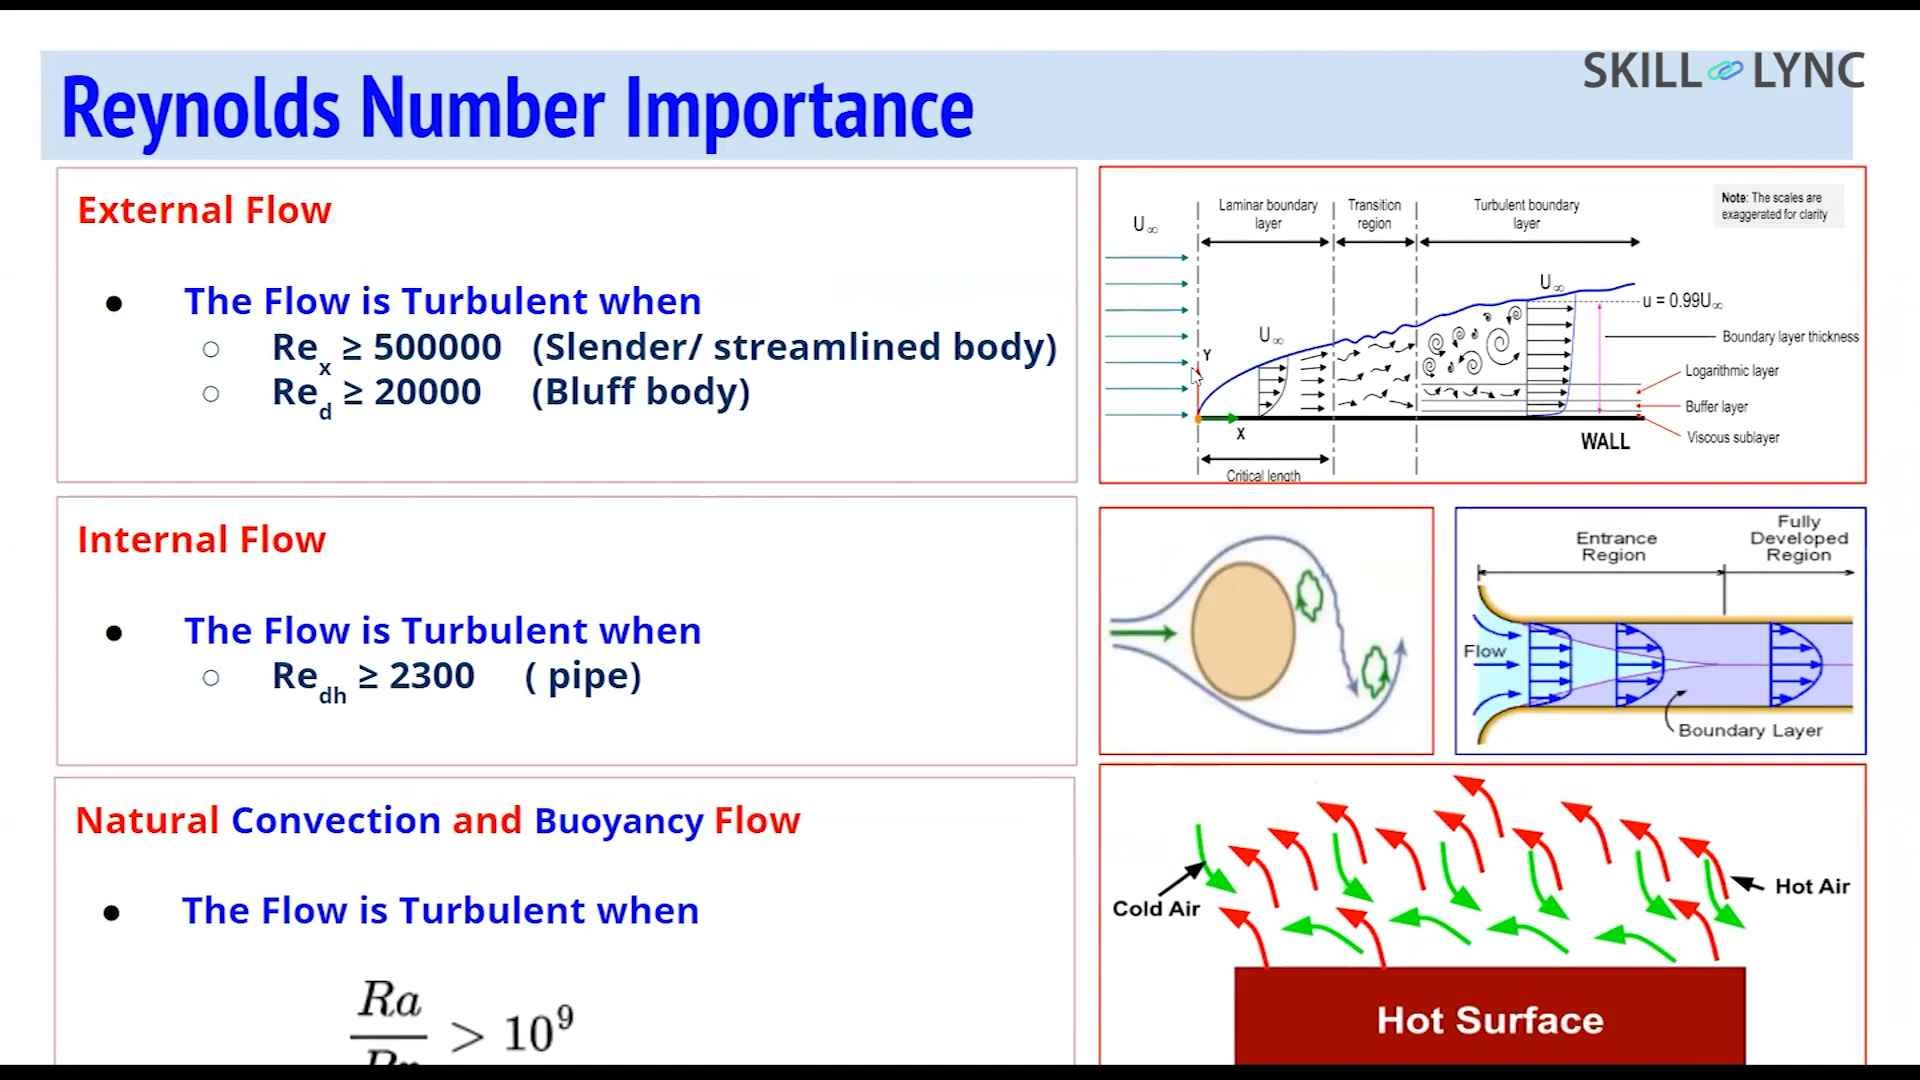 SKILL LYNC
Reynolds Number Importance
External Flow
● The Flow is Turbulent when
○ Reₓ ≥ 500000 (Slender/ streamlined body)
○ Re_d ≥ 20000 (Bluff body)
U∞
Laminar boundary
layer
Transition
region
Turbulent boundary
layer
Note: The scales are
exaggerated for clarity
U∞
U∞
u = 0.99U∞
Y
X
Boundary layer thickness
Logarithmic layer
Buffer layer
Viscous sublayer
WALL
Critical length
Internal Flow
● The Flow is Turbulent when
○ Re_dh ≥ 2300 ( pipe)
Entrance
Region
Fully
Developed
Region
Flow
Boundary Layer
Natural Convection and Buoyancy Flow
● The Flow is Turbulent when
Ra
> 10⁹
Cold Air
Hot Air
Hot Surface